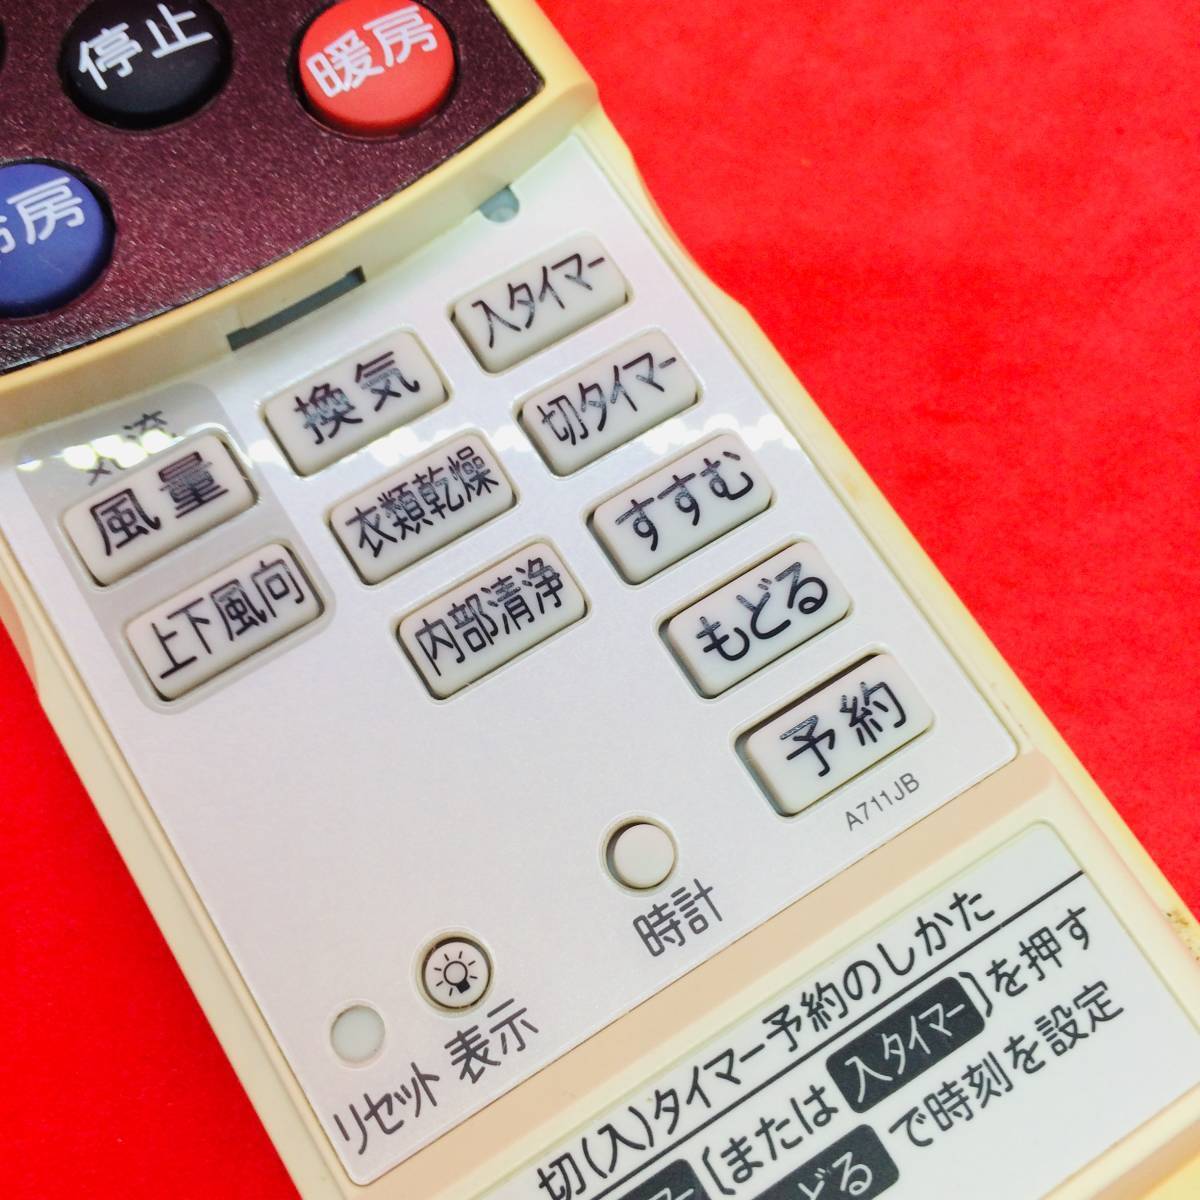 停止
暖房
房
入タイマー
換気
切タイマー
気流
風量
衣類乾燥
すすむ
上下風向
内部清浄
もどる
予約
A711JB
時計
リセット
表示
切(入)タイマー予約のしかた
(または 入タイマー)を押す
どる で時刻を設定